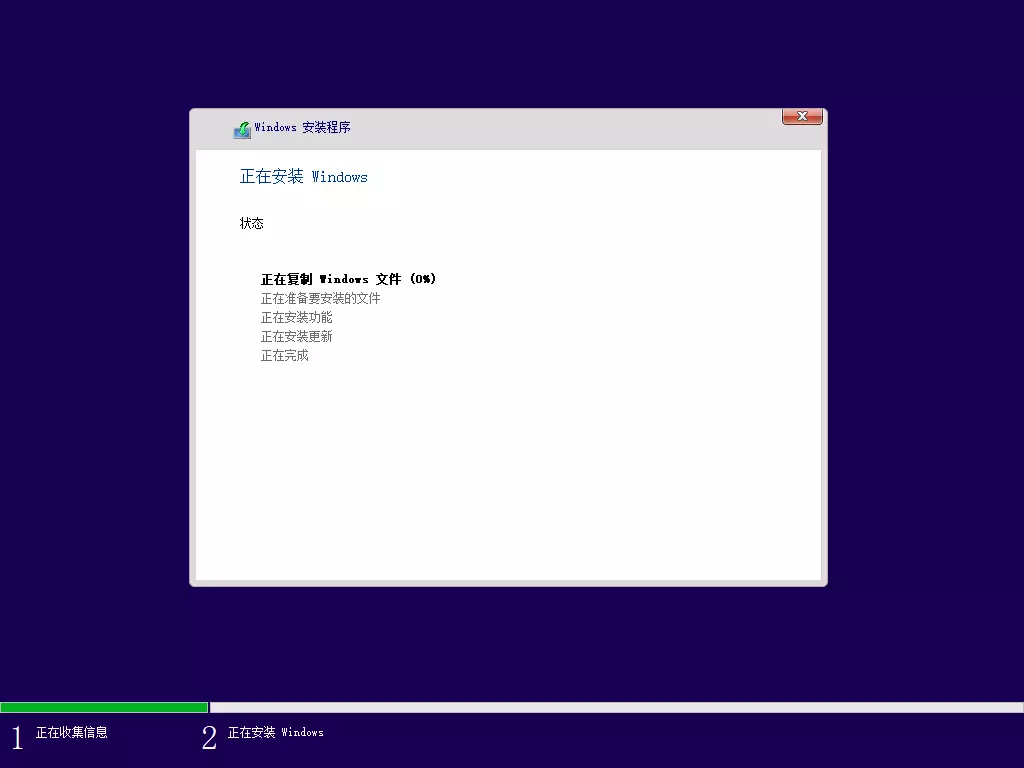 Windows 安装程序
正在安装 Windows
状态
正在复制 Windows 文件 (0%)
正在准备要安装的文件
正在安装功能
正在安装更新
正在完成
1 正在收集信息
2 正在安装 Windows